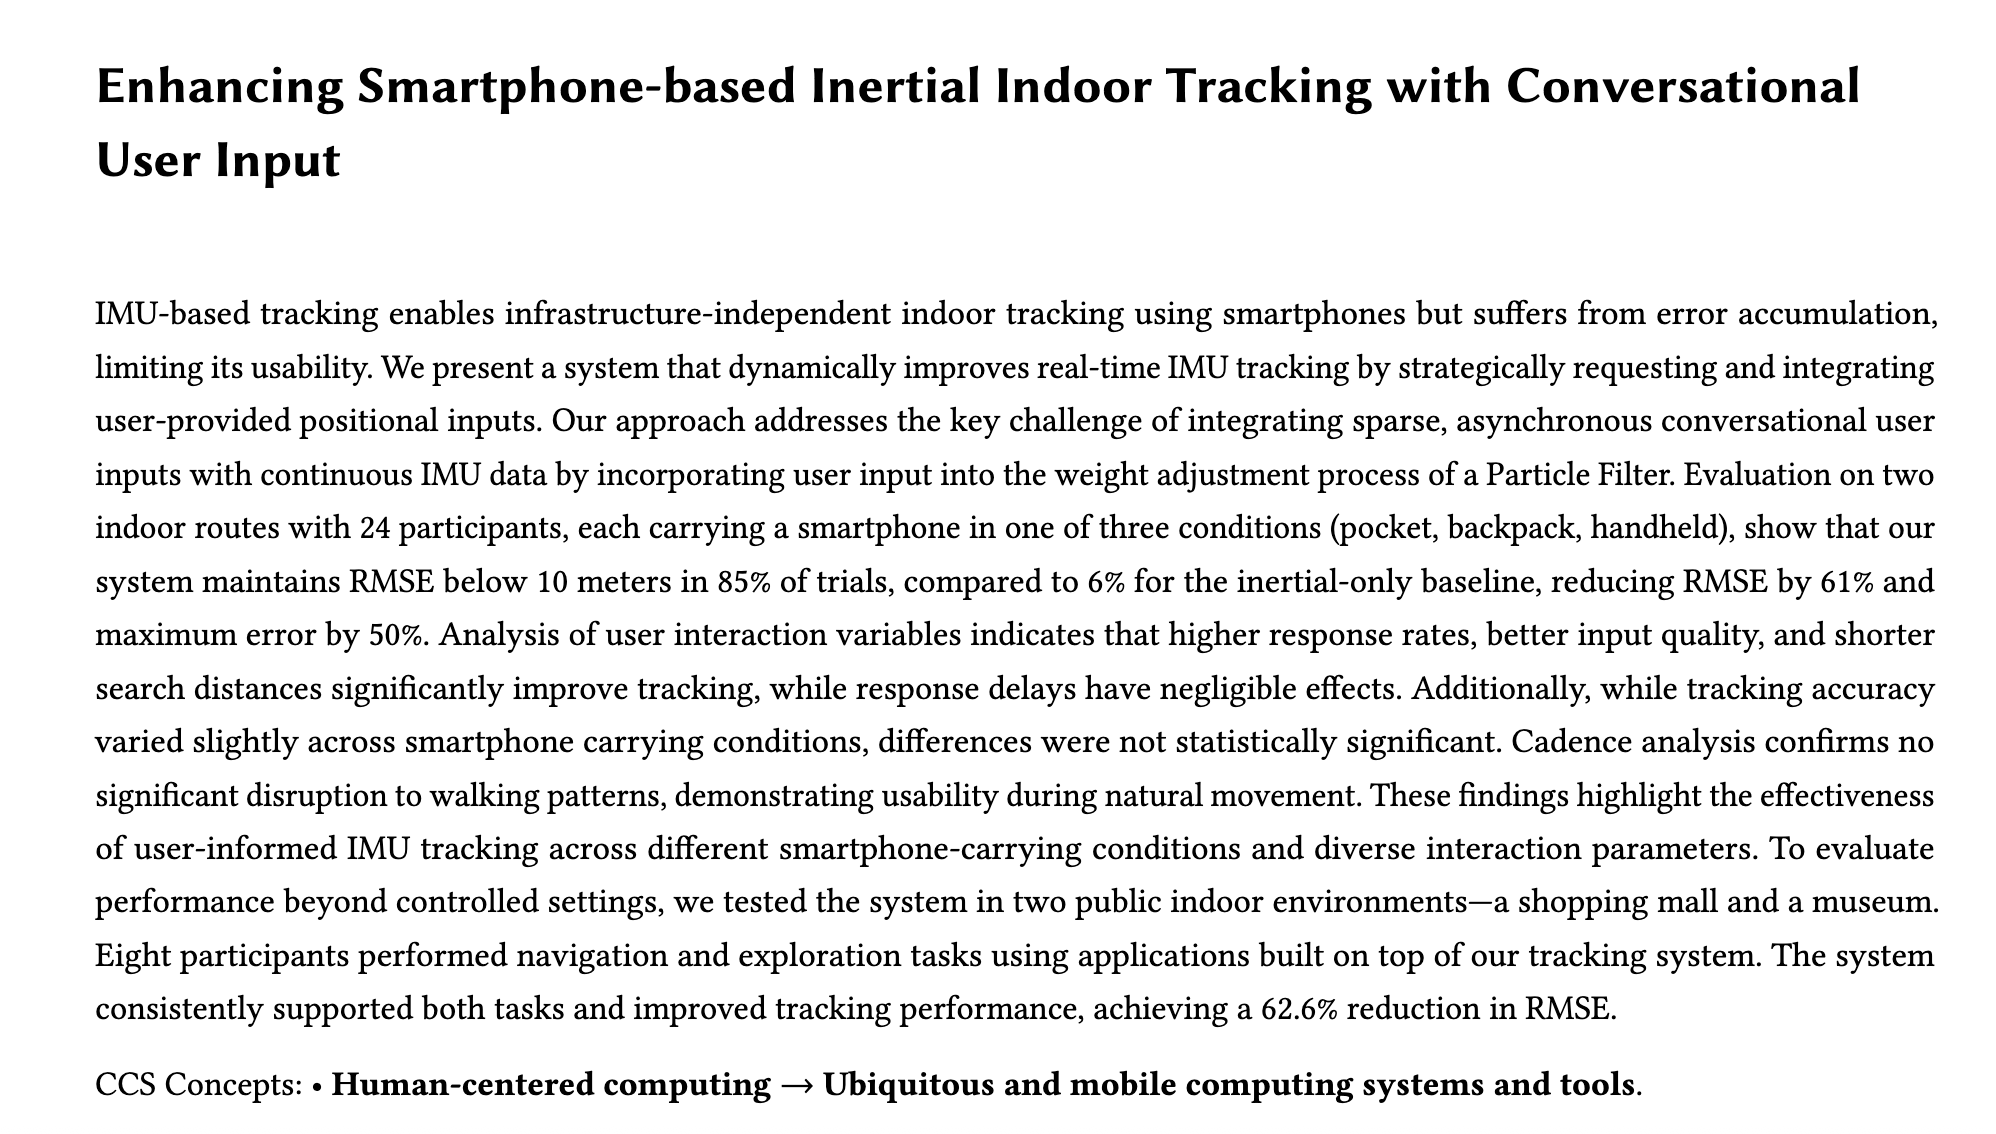 Enhancing Smartphone-based Inertial Indoor Tracking with Conversational
User Input
IMU-based tracking enables infrastructure-independent indoor tracking using smartphones but suffers from error accumulation,
limiting its usability. We present a system that dynamically improves real-time IMU tracking by strategically requesting and integrating
user-provided positional inputs. Our approach addresses the key challenge of integrating sparse, asynchronous conversational user
inputs with continuous IMU data by incorporating user input into the weight adjustment process of a Particle Filter. Evaluation on two
indoor routes with 24 participants, each carrying a smartphone in one of three conditions (pocket, backpack, handheld), show that our
system maintains RMSE below 10 meters in 85% of trials, compared to 6% for the inertial-only baseline, reducing RMSE by 61% and
maximum error by 50%. Analysis of user interaction variables indicates that higher response rates, better input quality, and shorter
search distances significantly improve tracking, while response delays have negligible effects. Additionally, while tracking accuracy
varied slightly across smartphone carrying conditions, differences were not statistically significant. Cadence analysis confirms no
significant disruption to walking patterns, demonstrating usability during natural movement. These findings highlight the effectiveness
of user-informed IMU tracking across different smartphone-carrying conditions and diverse interaction parameters. To evaluate
performance beyond controlled settings, we tested the system in two public indoor environments—a shopping mall and a museum.
Eight participants performed navigation and exploration tasks using applications built on top of our tracking system. The system
consistently supported both tasks and improved tracking performance, achieving a 62.6% reduction in RMSE.
CCS Concepts: • Human-centered computing → Ubiquitous and mobile computing systems and tools.